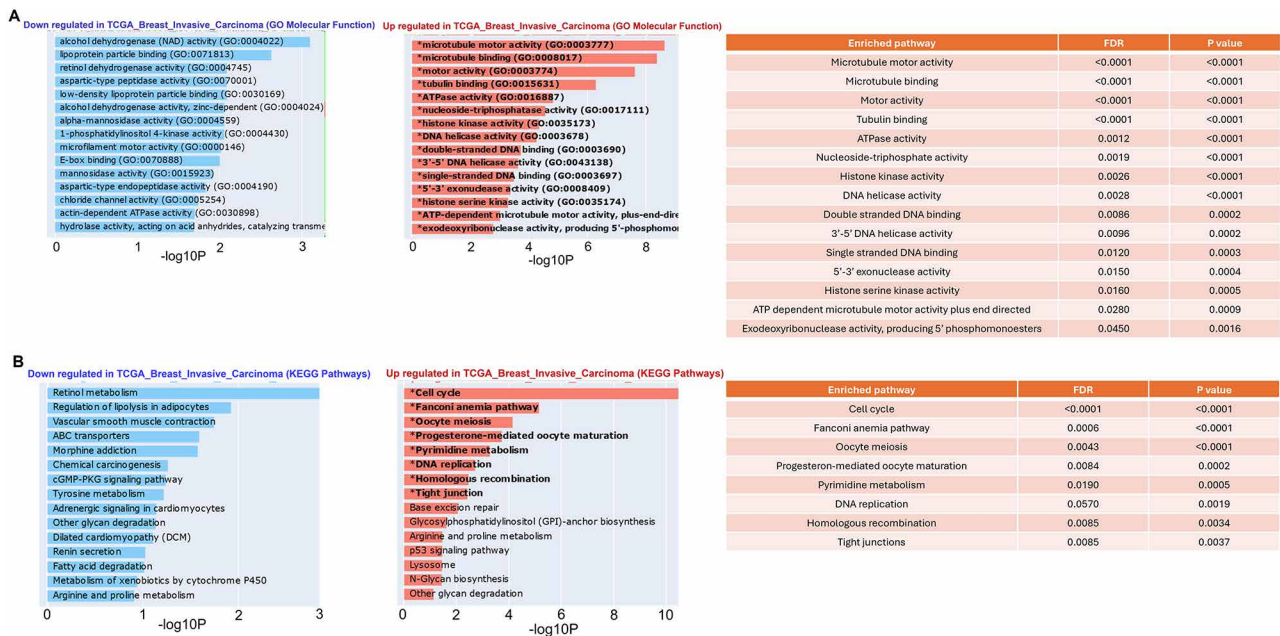 A
Down regulated in TCGA_Breast_Invasive_Carcinoma (GO Molecular Function)
alcohol dehydrogenase (NAD) activity (GO:0004022)
lipoprotein particle binding (GO:0071813)
retinol dehydrogenase activity (GO:0004745)
aspartic-type peptidase activity (GO:0070001)
low-density lipoprotein particle binding (GO:0030169)
alcohol dehydrogenase activity, zinc-dependent (GO:0004024)
alpha-mannosidase activity (GO:0004559)
1-phosphatidylinositol 4-kinase activity (GO:0004430)
microfilament motor activity (GO:0000146)
E-box binding (GO:0070888)
mannosidase activity (GO:0015923)
aspartic-type endopeptidase activity (GO:0004190)
chloride channel activity (GO:0005254)
actin-dependent ATPase activity (GO:0030898)
hydrolase activity, acting on acid anhydrides, catalyzing transme
0 1 2 3
-log10P
Up regulated in TCGA_Breast_Invasive_Carcinoma (GO Molecular Function)
*microtubule motor activity (GO:0003777)
*microtubule binding (GO:0008017)
*motor activity (GO:0003774)
*tubulin binding (GO:0015631)
*ATPase activity (GO:0016887)
*nucleoside-triphosphatase activity (GO:0017111)
*histone kinase activity (GO:0035173)
*DNA helicase activity (GO:0003678)
*double-stranded DNA binding (GO:0003690)
*3'-5' DNA helicase activity (GO:0043138)
*single-stranded DNA binding (GO:0003697)
*5'-3' exonuclease activity (GO:0008409)
*histone serine kinase activity (GO:0035174)
*ATP-dependent microtubule motor activity, plus-end-dire
*exodeoxyribonuclease activity, producing 5'-phosphomon
0 2 4 6 8
-log10P
Enriched pathway FDR P value
Microtubule motor activity <0.0001 <0.0001
Microtubule binding <0.0001 <0.0001
Motor activity <0.0001 <0.0001
Tubulin binding <0.0001 <0.0001
ATPase activity 0.0012 <0.0001
Nucleoside-triphosphate activity 0.0019 <0.0001
Histone kinase activity 0.0026 <0.0001
DNA helicase activity 0.0028 <0.0001
Double stranded DNA binding 0.0086 0.0002
3'-5' DNA helicase activity 0.0096 0.0002
Single stranded DNA binding 0.0120 0.0003
5'-3' exonuclease activity 0.0150 0.0004
Histone serine kinase activity 0.0160 0.0005
ATP dependent microtubule motor activity plus end directed 0.0280 0.0009
Exodeoxyribonuclease activity, producing 5' phosphomonoesters 0.0450 0.0016
B
Down regulated in TCGA_Breast_Invasive_Carcinoma (KEGG Pathways)
Retinol metabolism
Regulation of lipolysis in adipocytes
Vascular smooth muscle contraction
ABC transporters
Morphine addiction
Chemical carcinogenesis
cGMP-PKG signaling pathway
Tyrosine metabolism
Adrenergic signaling in cardiomyocytes
Other glycan degradation
Dilated cardiomyopathy (DCM)
Renin secretion
Fatty acid degradation
Metabolism of xenobiotics by cytochrome P450
Arginine and proline metabolism
0 1 2 3
-log10P
Up regulated in TCGA_Breast_Invasive_Carcinoma (KEGG Pathways)
*Cell cycle
*Fanconi anemia pathway
*Oocyte meiosis
*Progesterone-mediated oocyte maturation
*Pyrimidine metabolism
*DNA replication
*Homologous recombination
*Tight junction
Base excision repair
Glycosylphosphatidylinositol (GPI)-anchor biosynthesis
Arginine and proline metabolism
p53 signaling pathway
Lysosome
N-Glycan biosynthesis
Other glycan degradation
0 2 4 6 8 10
-log10P
Enriched pathway FDR P value
Cell cycle <0.0001 <0.0001
Fanconi anemia pathway 0.0006 <0.0001
Oocyte meiosis 0.0043 <0.0001
Progesteron-mediated oocyte maturation 0.0084 0.0002
Pyrimidine metabolism 0.0190 0.0005
DNA replication 0.0570 0.0019
Homologous recombination 0.0085 0.0034
Tight junctions 0.0085 0.0037